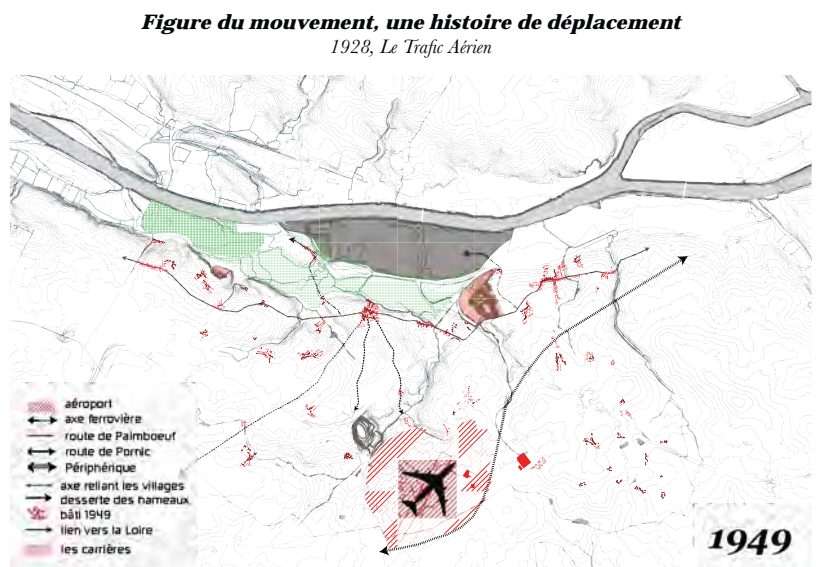 Figure du mouvement, une histoire de déplacement
1928, Le Trafic Aérien
aéroport
axe ferrovière
route de Paimboeuf
route de Pornic
Périphérique
axe reliant les villages
desserte des hameaux
bâti 1949
lien vers la Loire
les carrières
1949